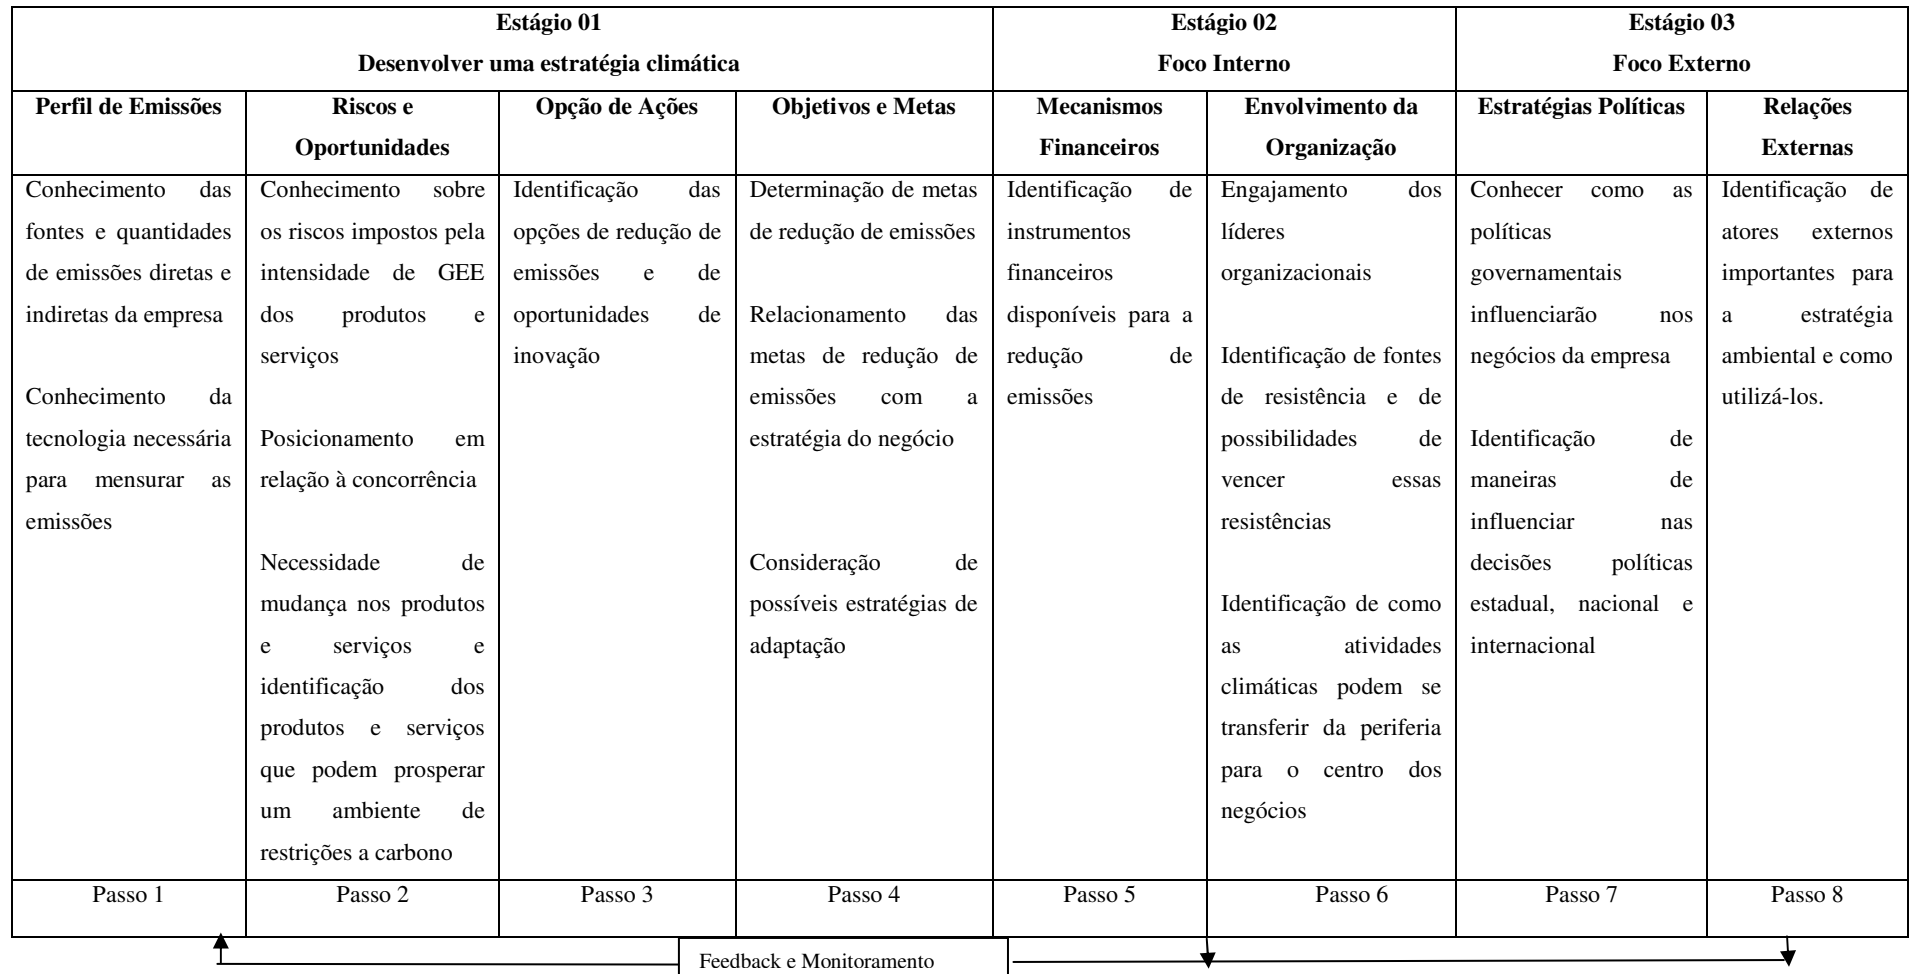 Estágio 01
Desenvolver uma estratégia climática
Estágio 02
Foco Interno
Estágio 03
Foco Externo
Perfil de Emissões
Riscos e
Oportunidades
Opção de Ações
Objetivos e Metas
Mecanismos
Financeiros
Envolvimento da
Organização
Estratégias Políticas
Relações
Externas
Conhecimento das
fontes e quantidades
de emissões diretas e
indiretas da empresa
Conhecimento da
tecnologia necessária
para mensurar as
emissões
Conhecimento sobre
os riscos impostos pela
intensidade de GEE
dos produtos e
serviços
Posicionamento em
relação à concorrência
Necessidade de
mudança nos produtos
e serviços e
identificação dos
produtos e serviços
que podem prosperar
um ambiente de
restrições a carbono
Identificação das
opções de redução de
emissões e de
oportunidades de
inovação
Determinação de metas
de redução de emissões
Relacionamento das
metas de redução de
emissões com a
estratégia do negócio
Consideração de
possíveis estratégias de
adaptação
Identificação de
instrumentos
financeiros
disponíveis para a
redução de
emissões
Engajamento dos
líderes
organizacionais
Identificação de fontes
de resistência e de
possibilidades de
vencer essas
resistências
Identificação de como
as atividades
climáticas podem se
transferir da periferia
para o centro dos
negócios
Conhecer como as
políticas
governamentais
influenciarão nos
negócios da empresa
Identificação de
maneiras de
influenciar nas
decisões políticas
estadual, nacional e
internacional
Identificação de
atores externos
importantes para
a estratégia
ambiental e como
utilizá-los.
Passo 1
Passo 2
Passo 3
Passo 4
Passo 5
Passo 6
Passo 7
Passo 8
Feedback e Monitoramento